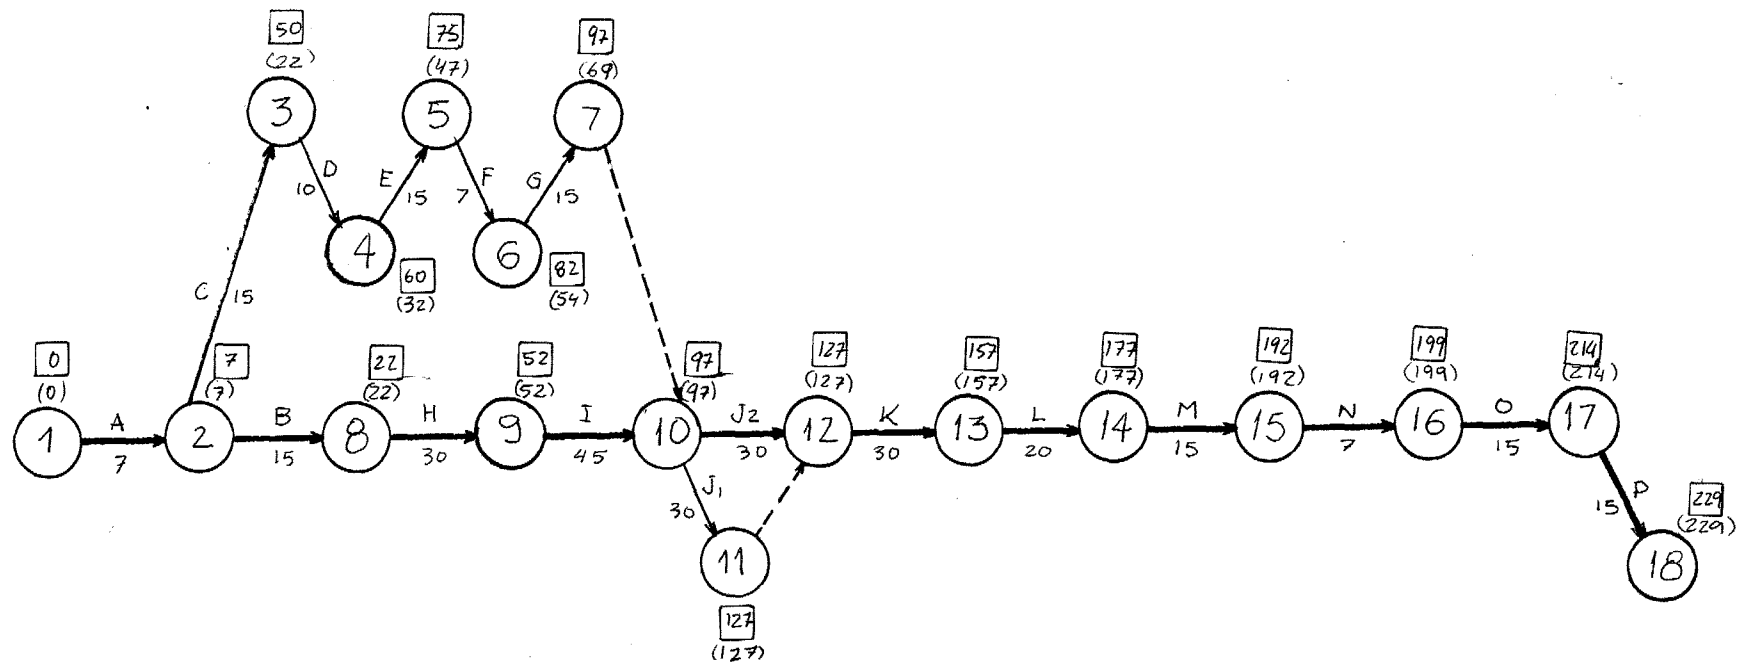 50 75 97
(22) (47) (69)
3 5 7
D E F G
10 15 7 15
4 6
60 82
(32) (54)
C 15
0 7 22 52 97 127 157 177 192 199 214
(0) (7) (22) (52) (97) (127) (157) (177) (192) (199) (214)
A B H I J2 K L M N O
1 2 8 9 10 12 13 14 15 16 17
7 15 30 45 30 30 20 15 7 15
J1 P
30 15
229
(229)
11 18
127
(127)